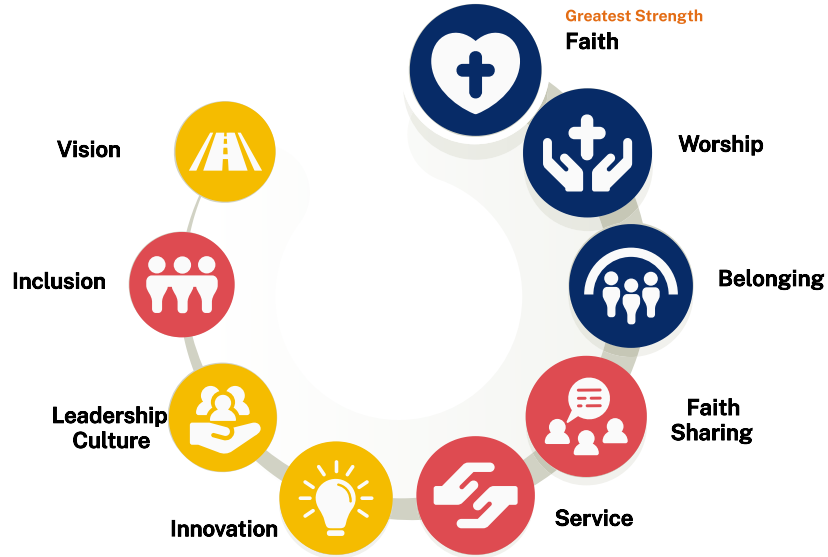 Greatest Strength
Faith
Worship
Belonging
Faith
Sharing
Service
Innovation
Leadership
Culture
Inclusion
Vision